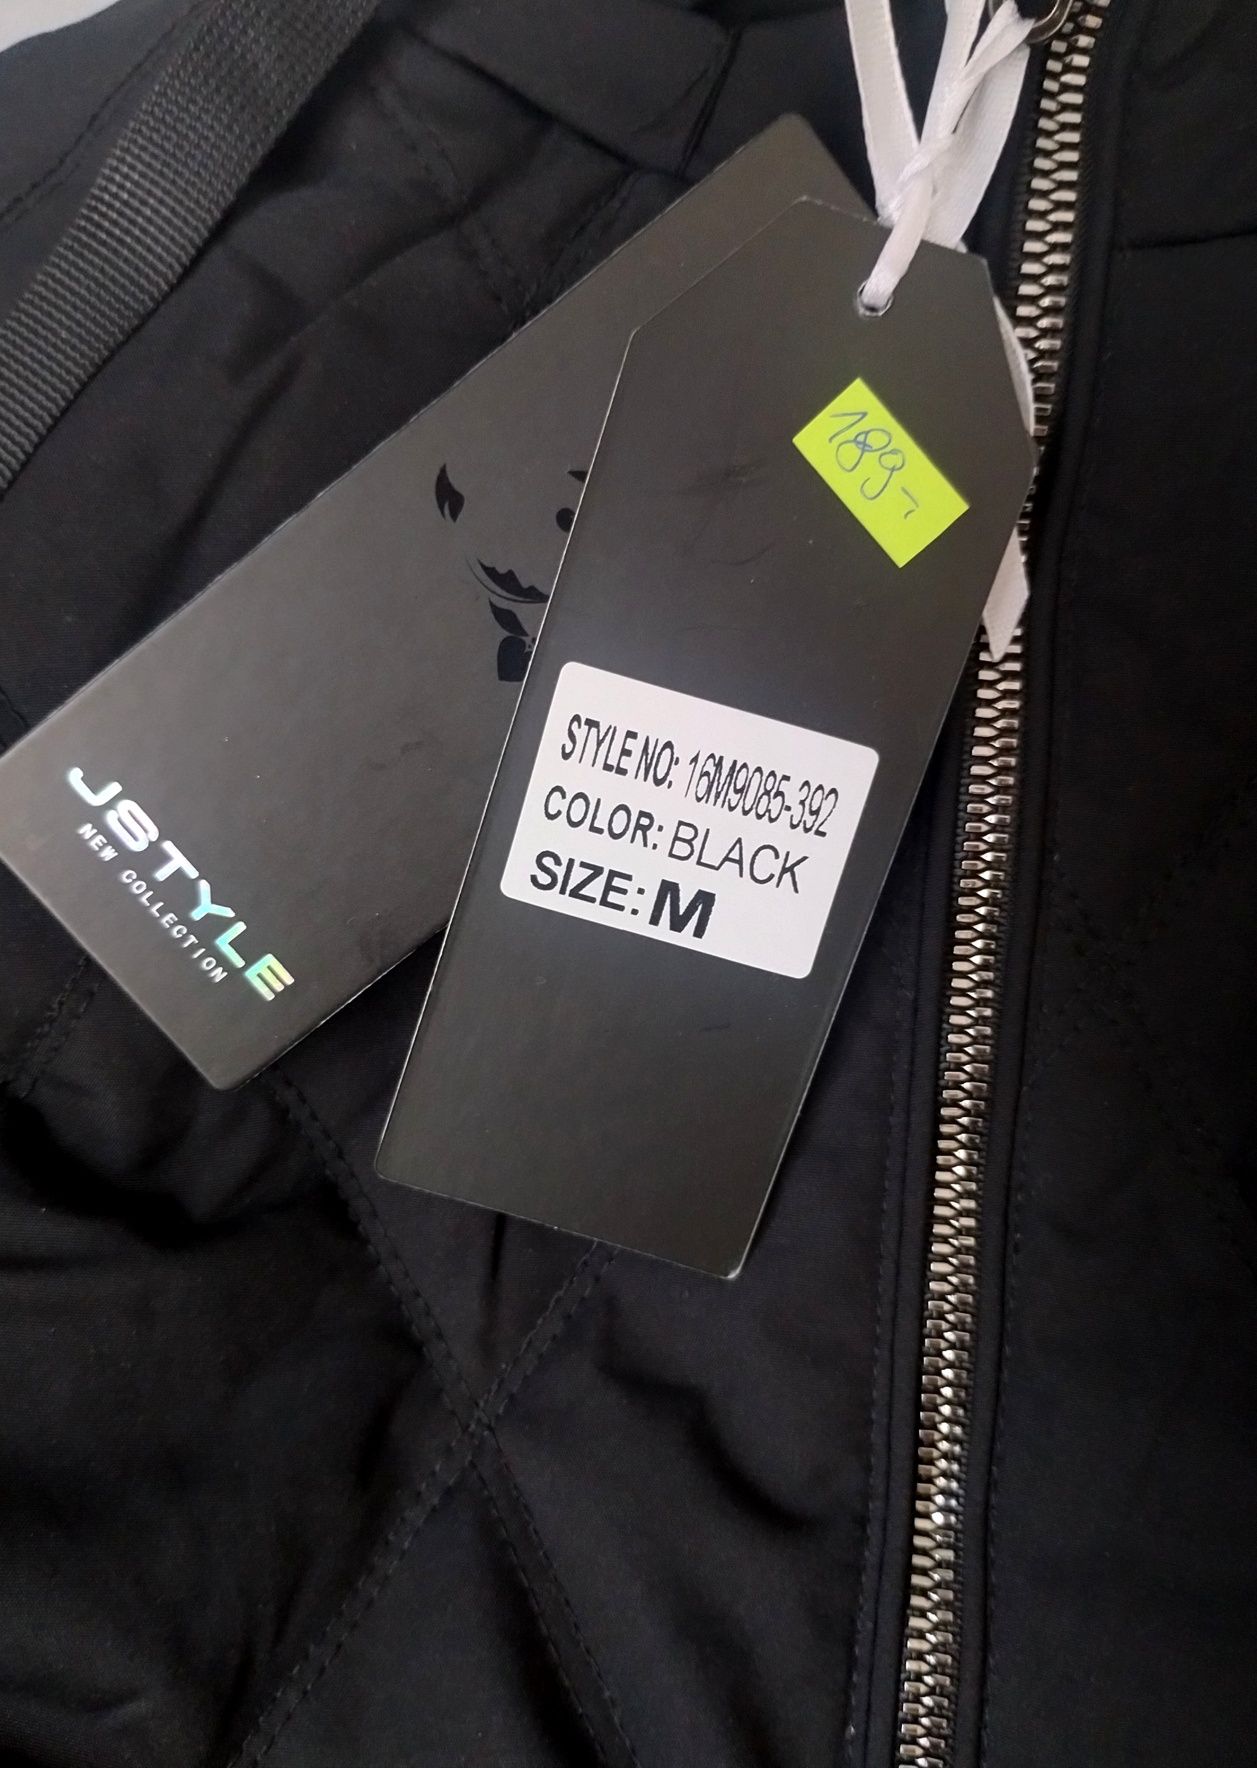 189,-
STYLE NO: 16M9085-392
COLOR: BLACK
SIZE: M
JSTYLE
NEW COLLECTION